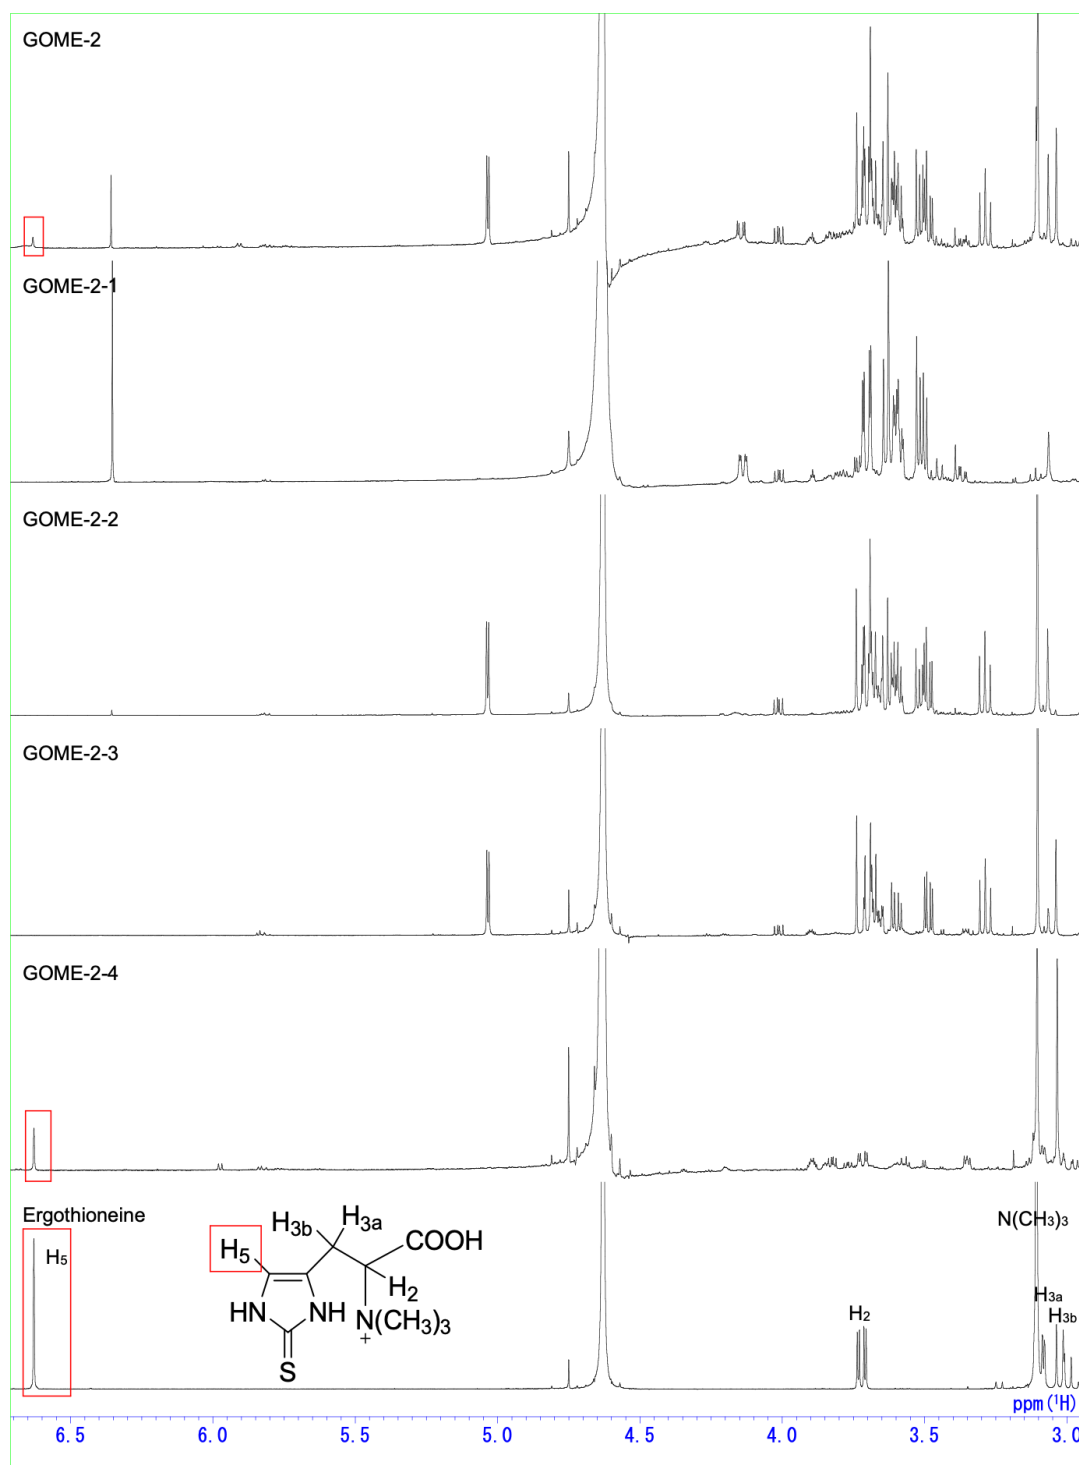 GOME-2
GOME-2-1
GOME-2-2
GOME-2-3
GOME-2-4
Ergothioneine
H5
H3b
H3a
COOH
H5
H2
HN
NH
N(CH3)3
+
S
N(CH3)3
H3a
H3b
H2
ppm (¹H)
6.5 6.0 5.5 5.0 4.5 4.0 3.5 3.0